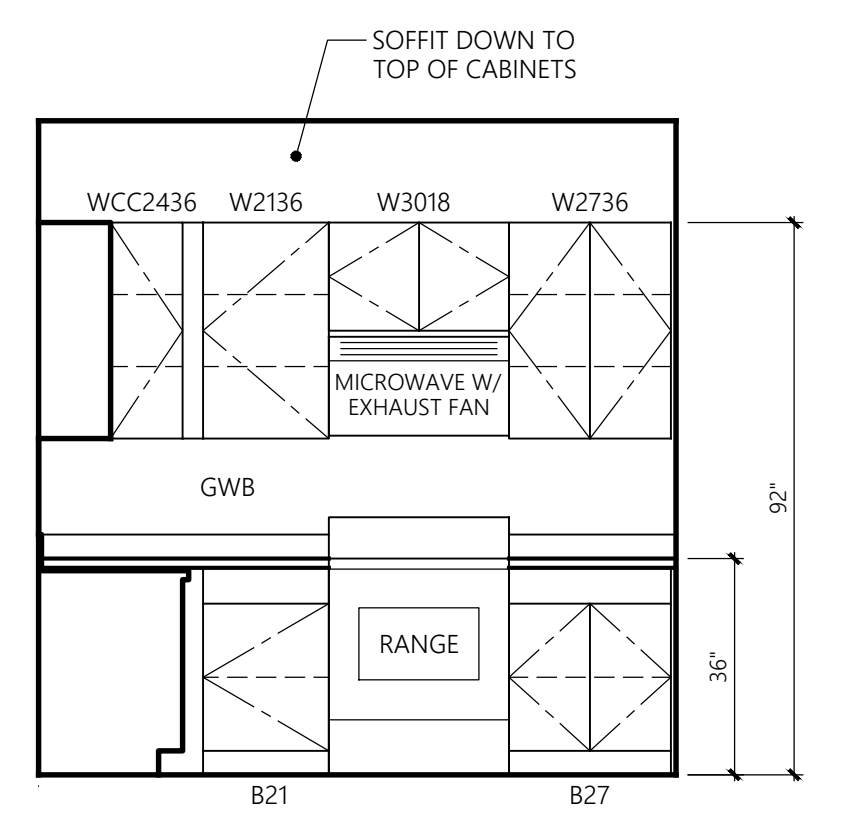 SOFFIT DOWN TO
TOP OF CABINETS
WCC2436
W2136
W3018
W2736
MICROWAVE W/
EXHAUST FAN
GWB
92"
RANGE
36"
B21
B27